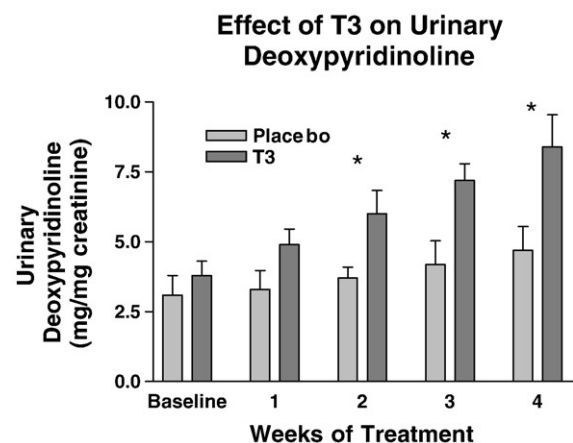 Effect of T3 on Urinary
Deoxypyridinoline
Urinary
Deoxypyridinoline
(mg/mg creatinine)
10.0
7.5
5.0
2.5
0.0
Placebo
T3
*
*
*
Baseline 1 2 3 4
Weeks of Treatment